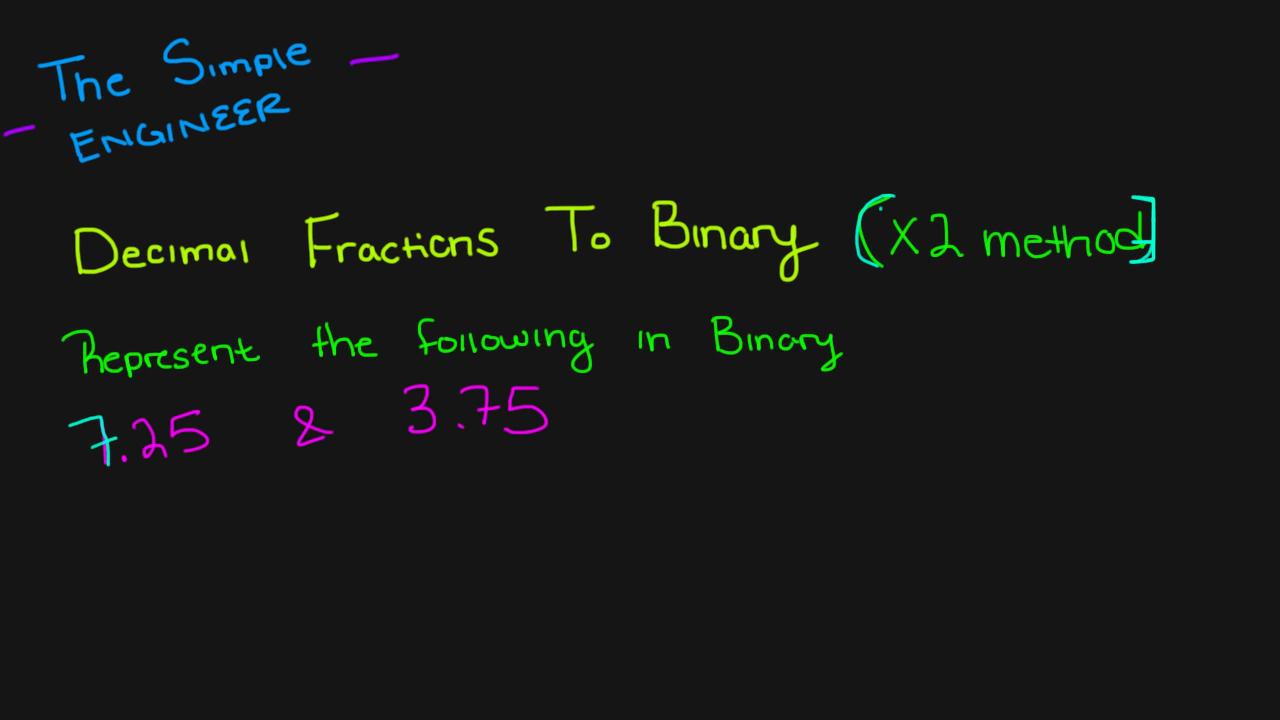 The Simple
ENGINEER
Decimal Fractions To Binary (X2 method]
Represent the following in Binary
7.25 & 3.75